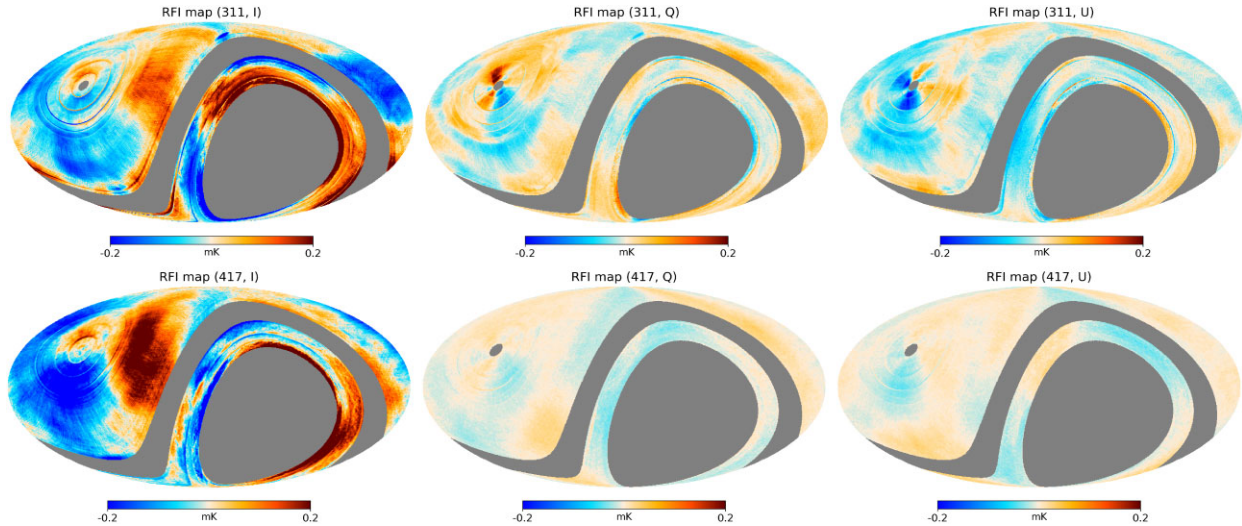 RFI map (311, I) RFI map (311, Q) RFI map (311, U)
-0.2 mK 0.2 -0.2 mK 0.2 -0.2 mK 0.2
RFI map (417, I) RFI map (417, Q) RFI map (417, U)
-0.2 mK 0.2 -0.2 mK 0.2 -0.2 mK 0.2